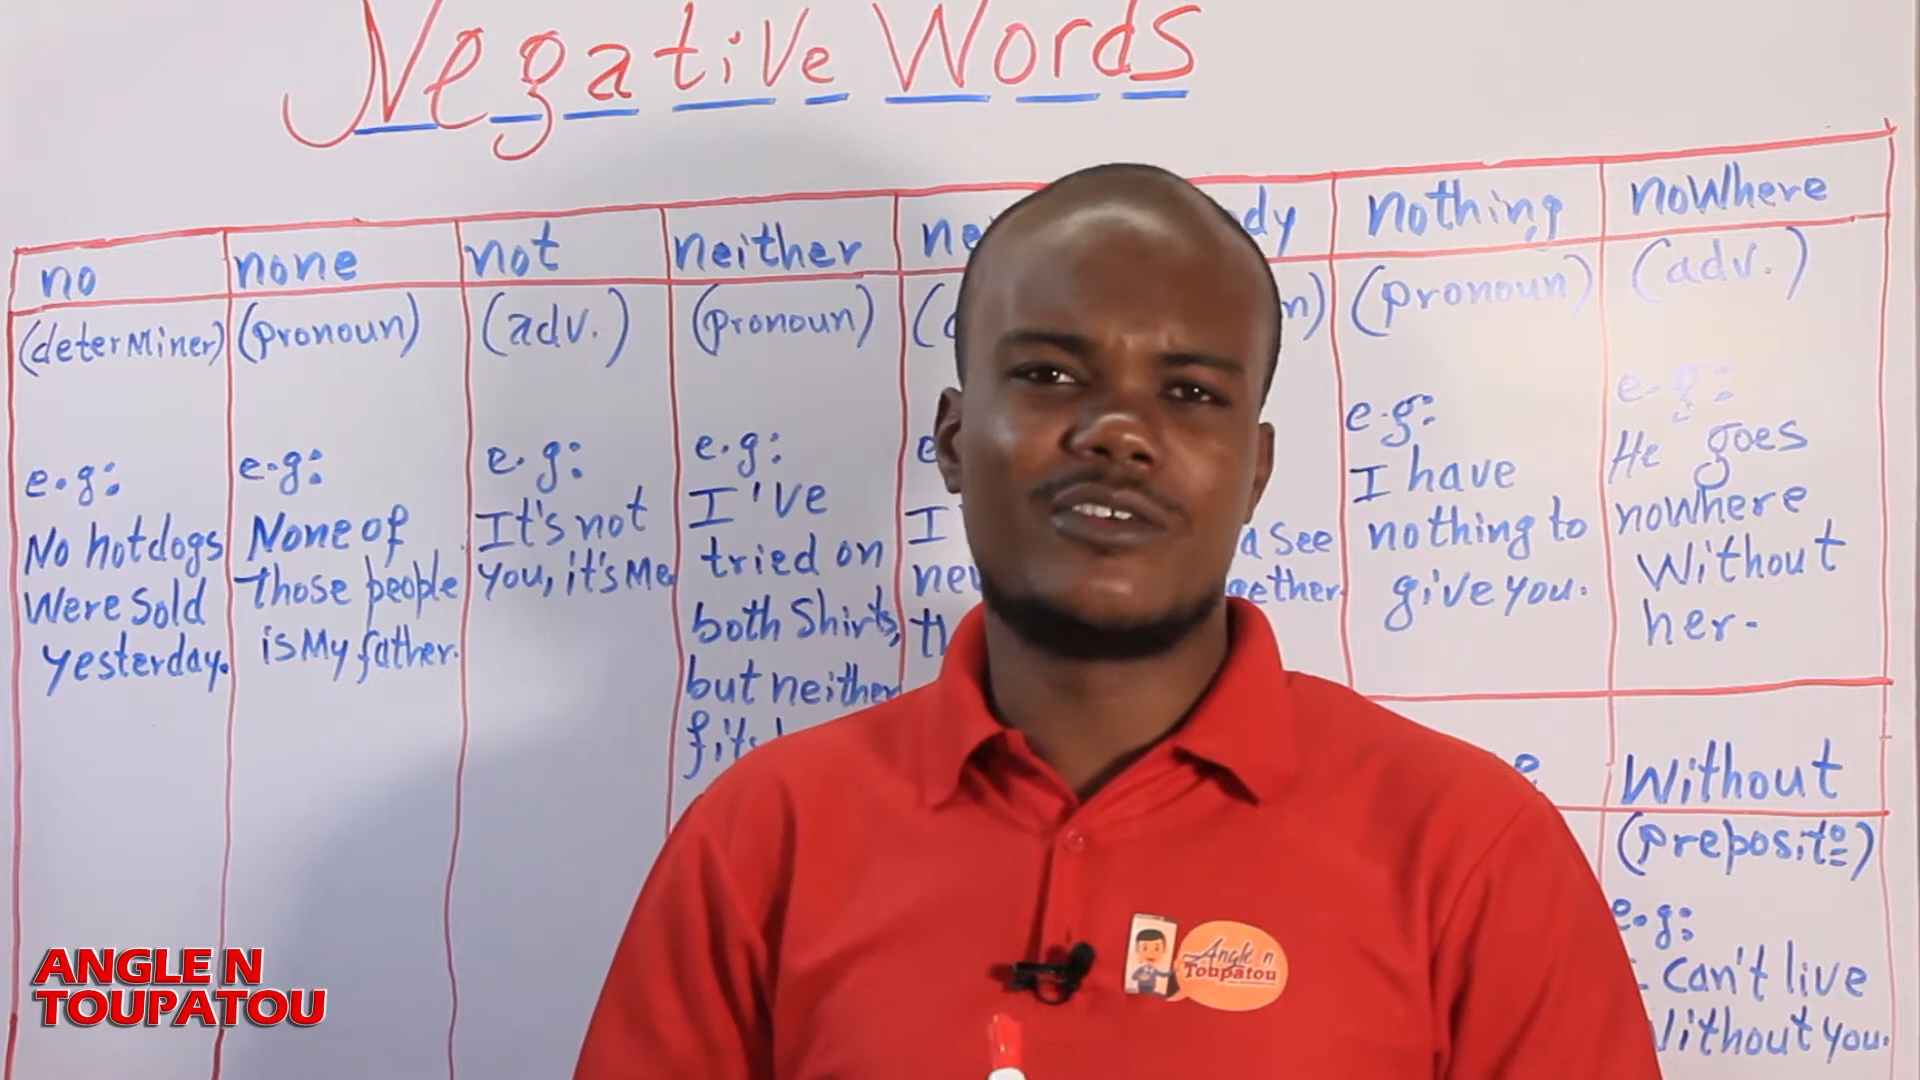 Negative Words
no none not neither nothing nowhere
(determiner) (pronoun) (adv.) (pronoun) (pronoun) (adv.)
e.g:
No hotdogs
Were Sold
yesterday.
e.g:
None of
those people
is My father.
e.g:
It's not
you, it's Me
e.g:
I've
tried on
both Shirts,
but neither
e.g:
I have
nothing to
give you.
e.g:
He goes
nowhere
Without
her.
a see
gether
Without
(preposito)
e.g:
I can't live
Without you.
Angle n
Toupatou
ANGLE N
TOUPATOU